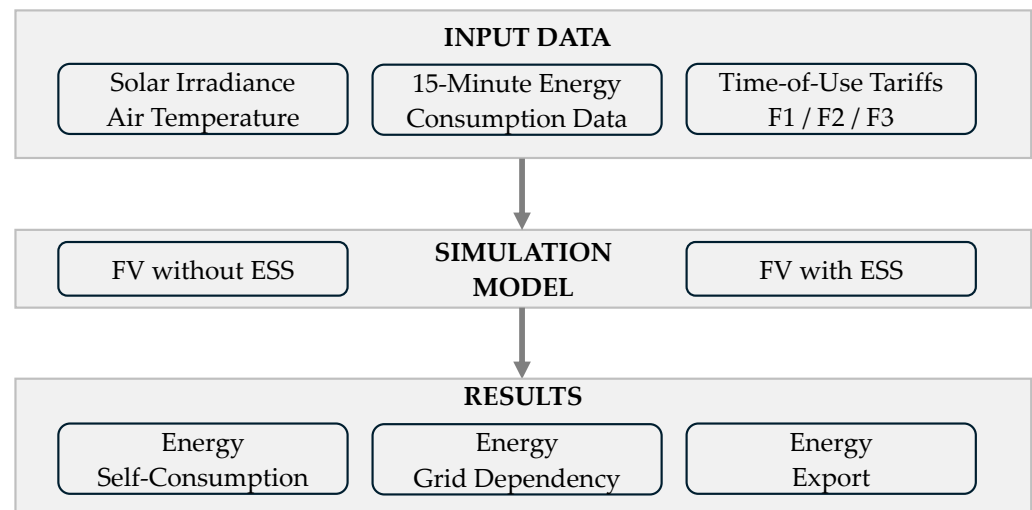 INPUT DATA
Solar Irradiance
Air Temperature
15-Minute Energy
Consumption Data
Time-of-Use Tariffs
F1 / F2 / F3
FV without ESS
SIMULATION
MODEL
FV with ESS
RESULTS
Energy
Self-Consumption
Energy
Grid Dependency
Energy
Export